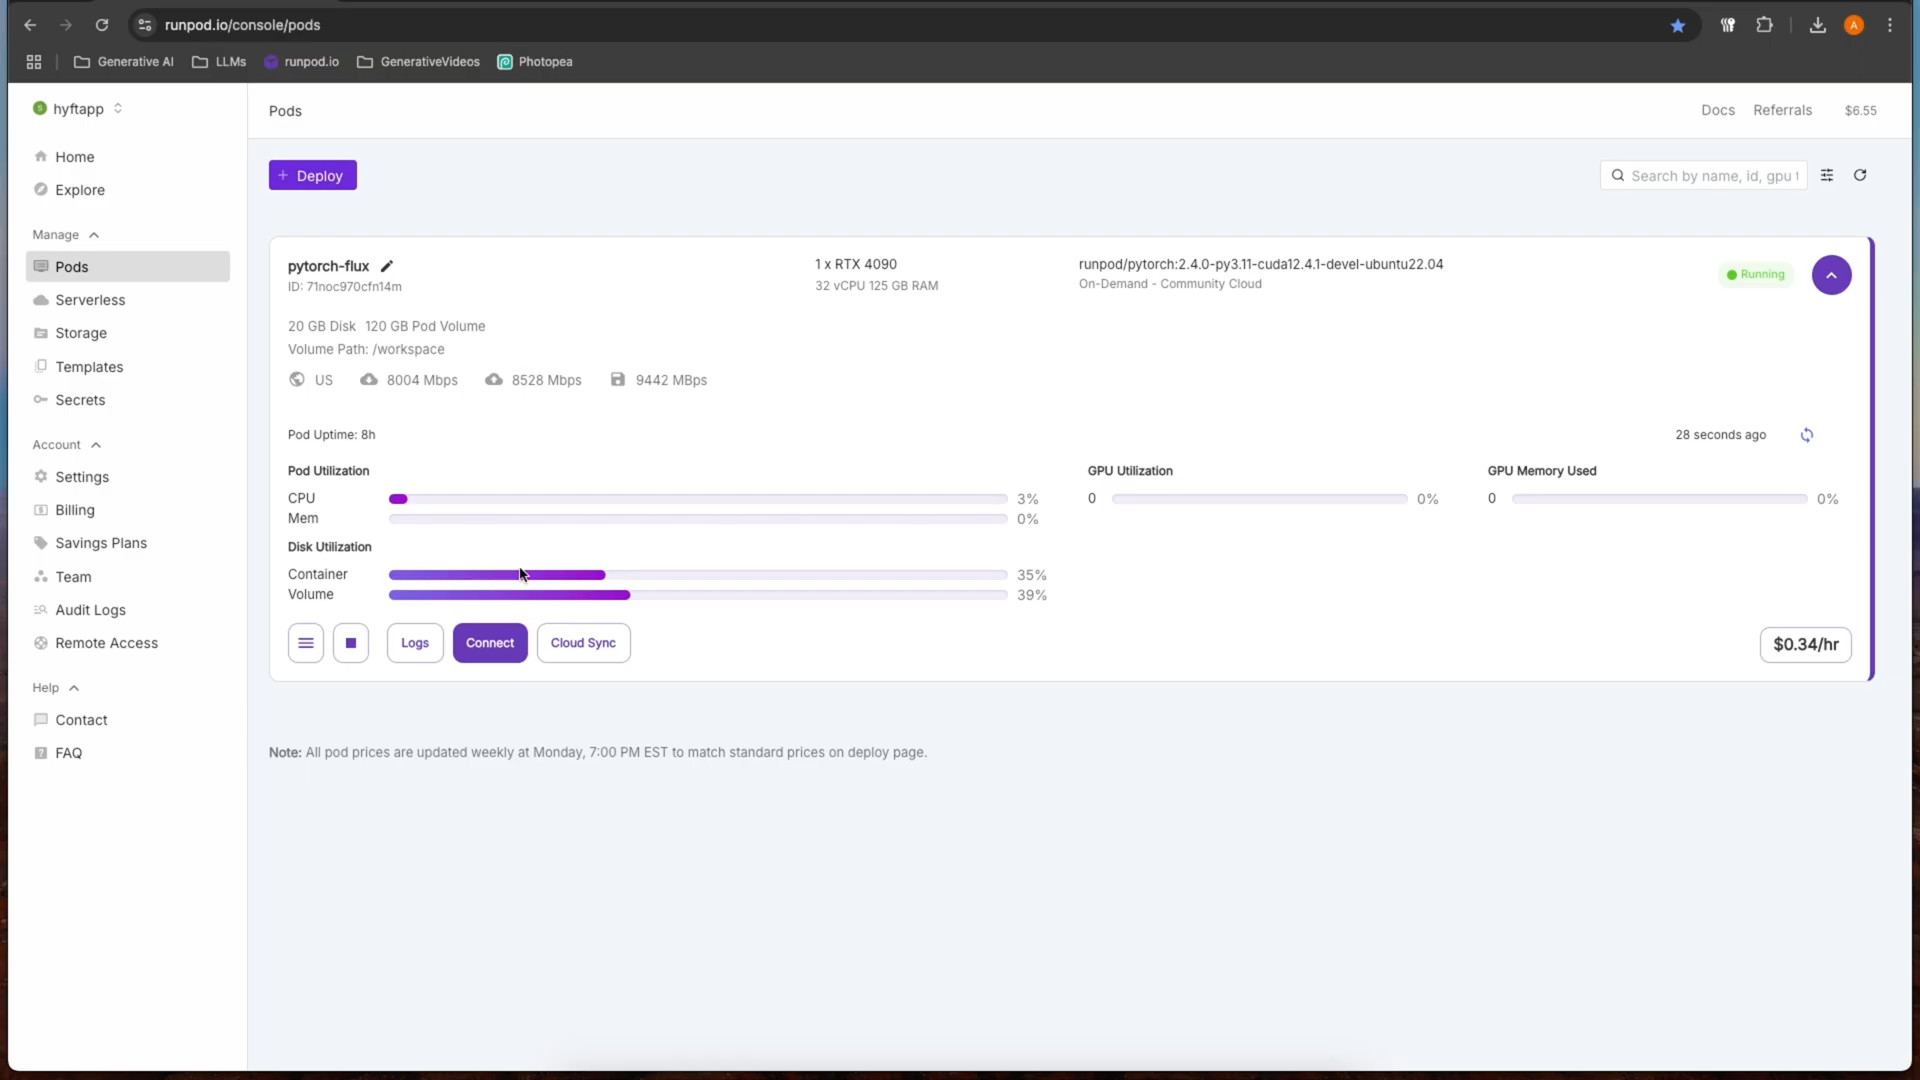 runpod.io/console/pods
A
Generative AI
LLMs
runpod.io
GenerativeVideos
Photopea
hyftapp
Pods
Docs
Referrals
$6.55
Home
Explore
Manage
Pods
Serverless
Storage
Templates
Secrets
Account
Settings
Billing
Savings Plans
Team
Audit Logs
Remote Access
Help
Contact
FAQ
+ Deploy
Search by name, id, gpu t
pytorch-flux
ID: 71noc970cfn14m
1 x RTX 4090
32 vCPU 125 GB RAM
runpod/pytorch:2.4.0-py3.11-cuda12.4.1-devel-ubuntu22.04
On-Demand - Community Cloud
Running
20 GB Disk 120 GB Pod Volume
Volume Path: /workspace
US
8004 Mbps
8528 Mbps
9442 MBps
Pod Uptime: 8h
28 seconds ago
Pod Utilization
CPU 3%
Mem 0%
Disk Utilization
Container 35%
Volume 39%
GPU Utilization
0 0%
GPU Memory Used
0 0%
Logs
Connect
Cloud Sync
$0.34/hr
Note: All pod prices are updated weekly at Monday, 7:00 PM EST to match standard prices on deploy page.